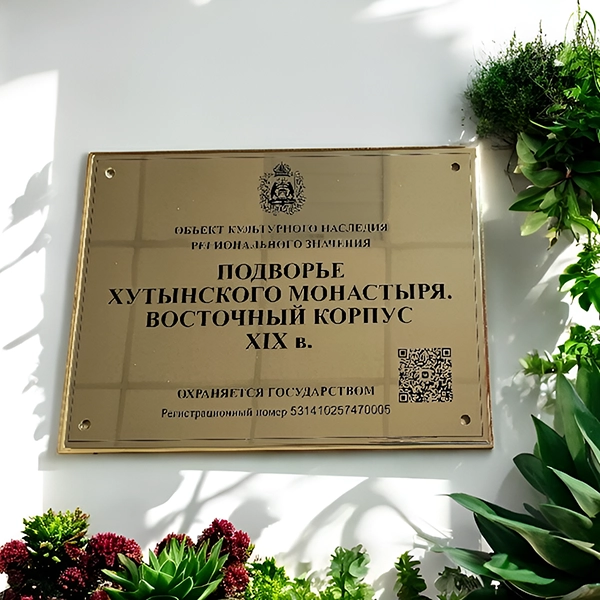 ОБЪЕКТ КУЛЬТУРНОГО НАСЛЕДИЯ
РЕГИОНАЛЬНОГО ЗНАЧЕНИЯ
ПОДВОРЬЕ
ХУТЫНСКОГО МОНАСТЫРЯ.
ВОСТОЧНЫЙ КОРПУС
XIX в.
ОХРАНЯЕТСЯ ГОСУДАРСТВОМ
Регистрационный номер 531410257470005